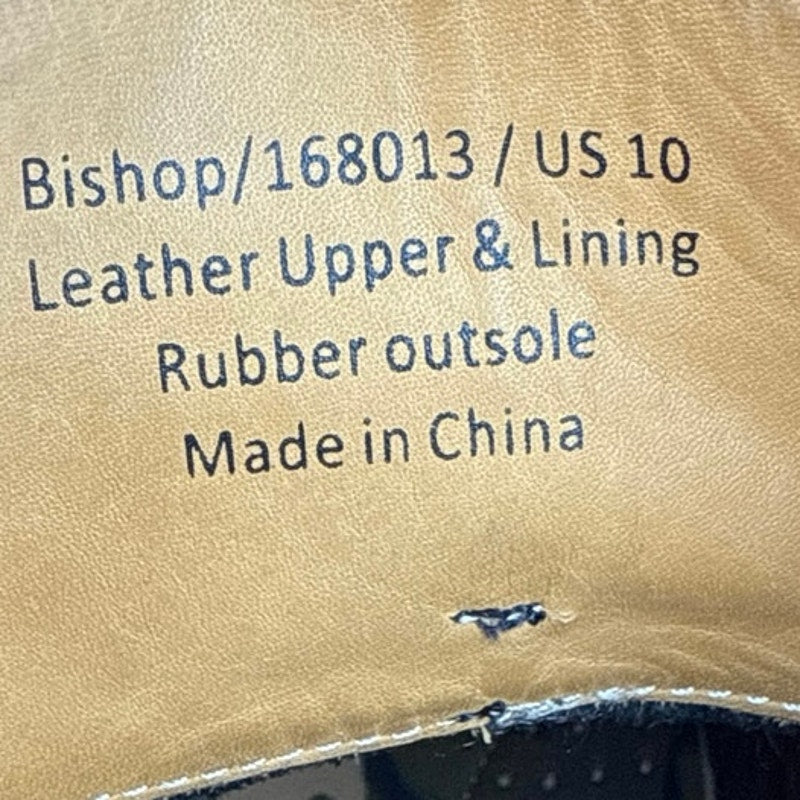 Bishop/168013 / US 10
Leather Upper & Lining
Rubber outsole
Made in China